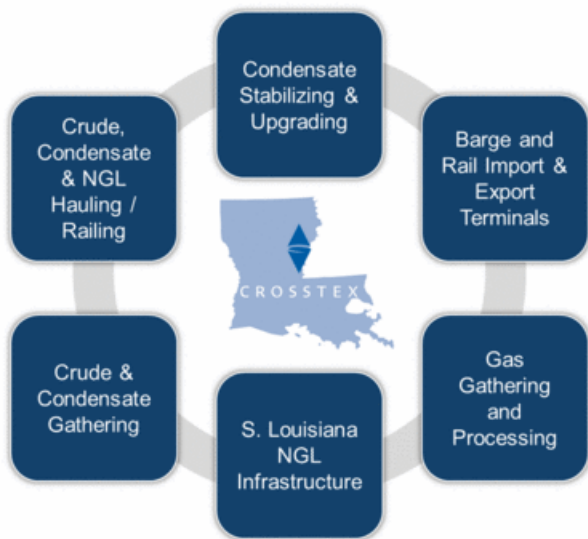 Condensate
Stabilizing &
Upgrading
Barge and
Rail Import &
Export
Terminals
Gas
Gathering
and
Processing
S. Louisiana
NGL
Infrastructure
Crude &
Condensate
Gathering
Crude,
Condensate
& NGL
Hauling /
Railing
CROSSTEX